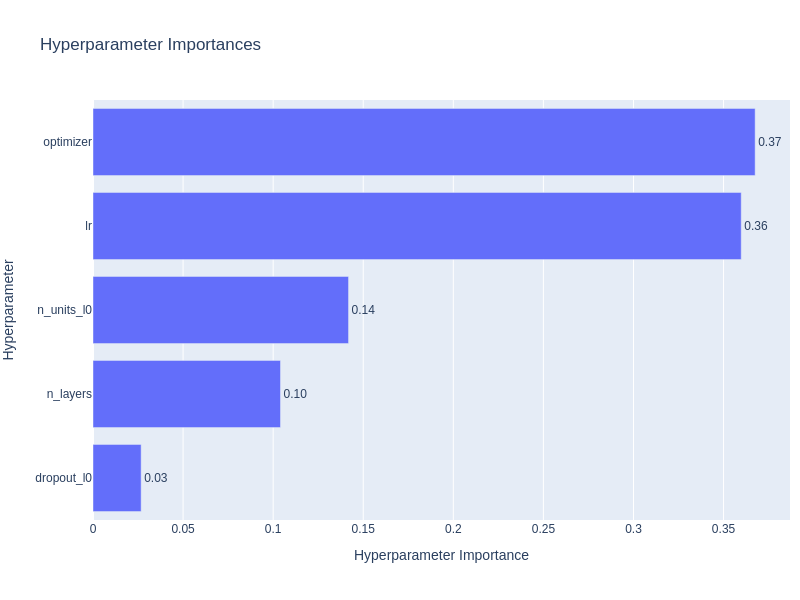 Hyperparameter Importances
optimizer
0.37
lr
0.36
n_units_l0
0.14
n_layers
0.10
dropout_l0
0.03
0
0.05
0.1
0.15
0.2
0.25
0.3
0.35
Hyperparameter Importance
Hyperparameter